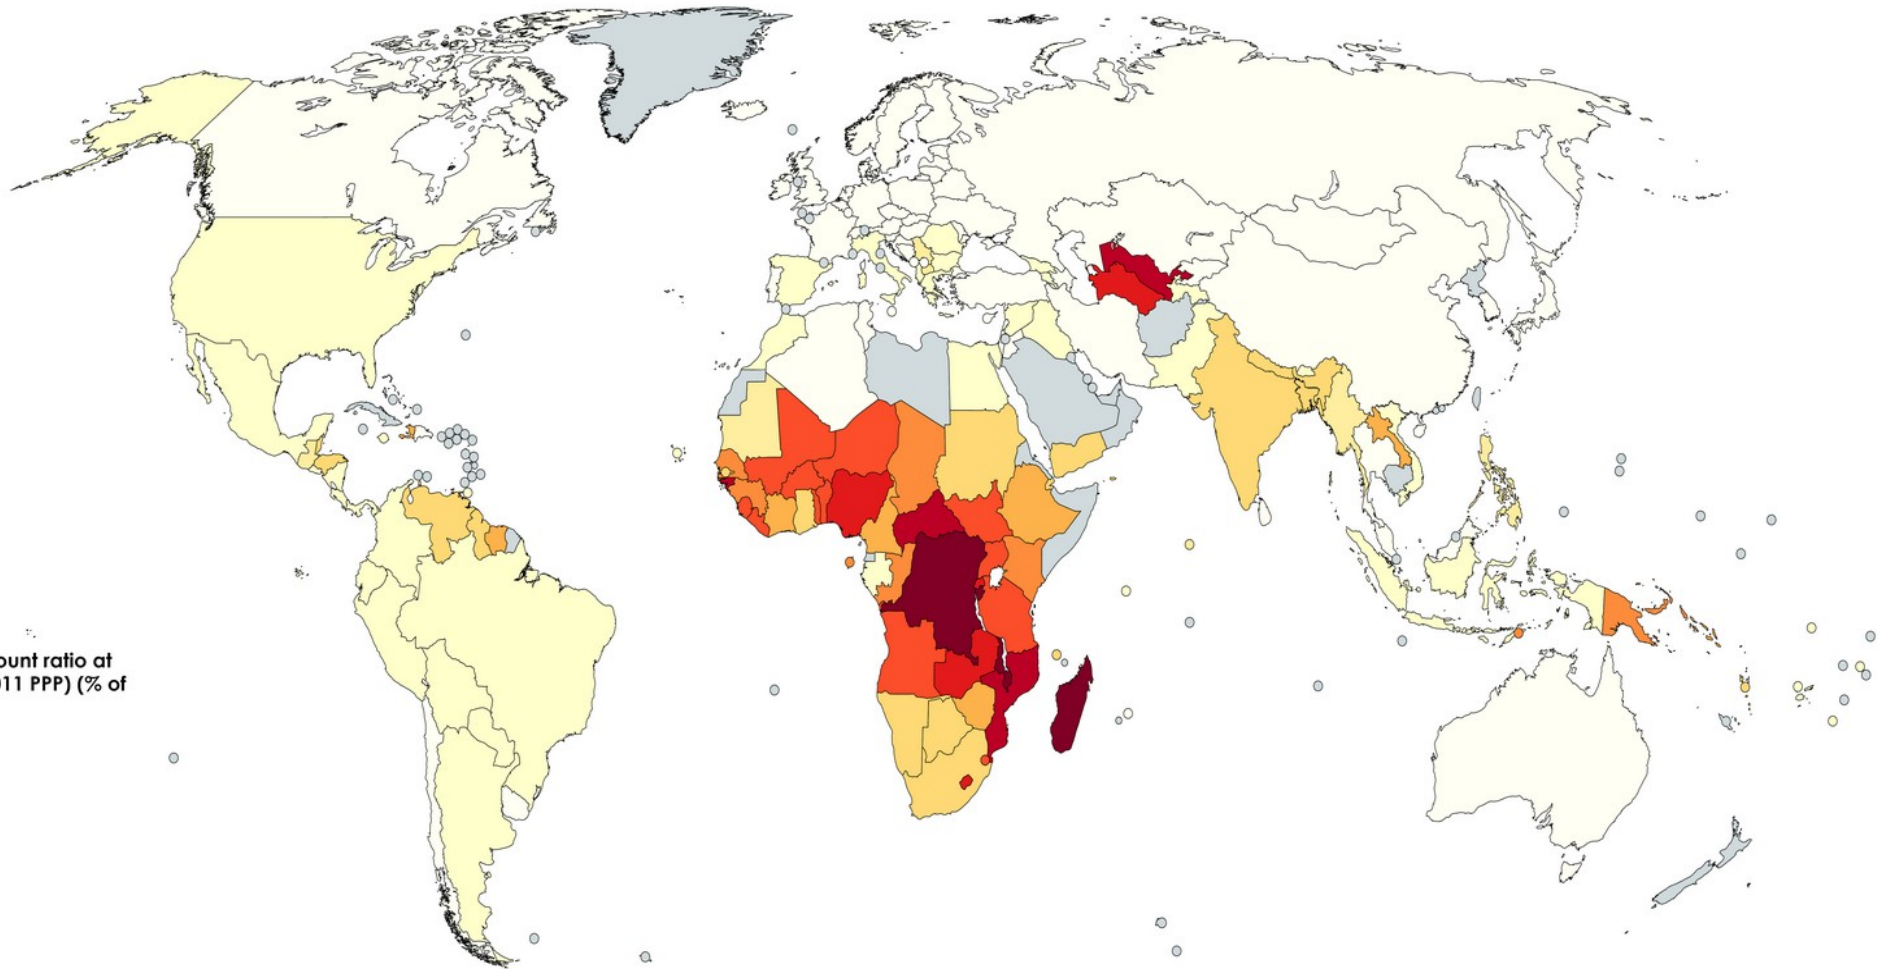 ount ratio at
011 PPP) (% of